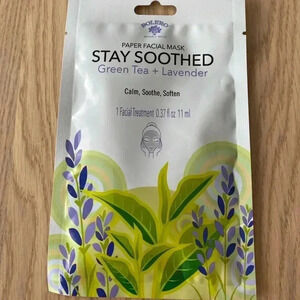 BOLERO
PAPER FACIAL MASK
STAY SOOTHED
Green Tea + Lavender
Calm, Soothe, Soften
1 Facial Treatment 0.37 fl oz 11 ml